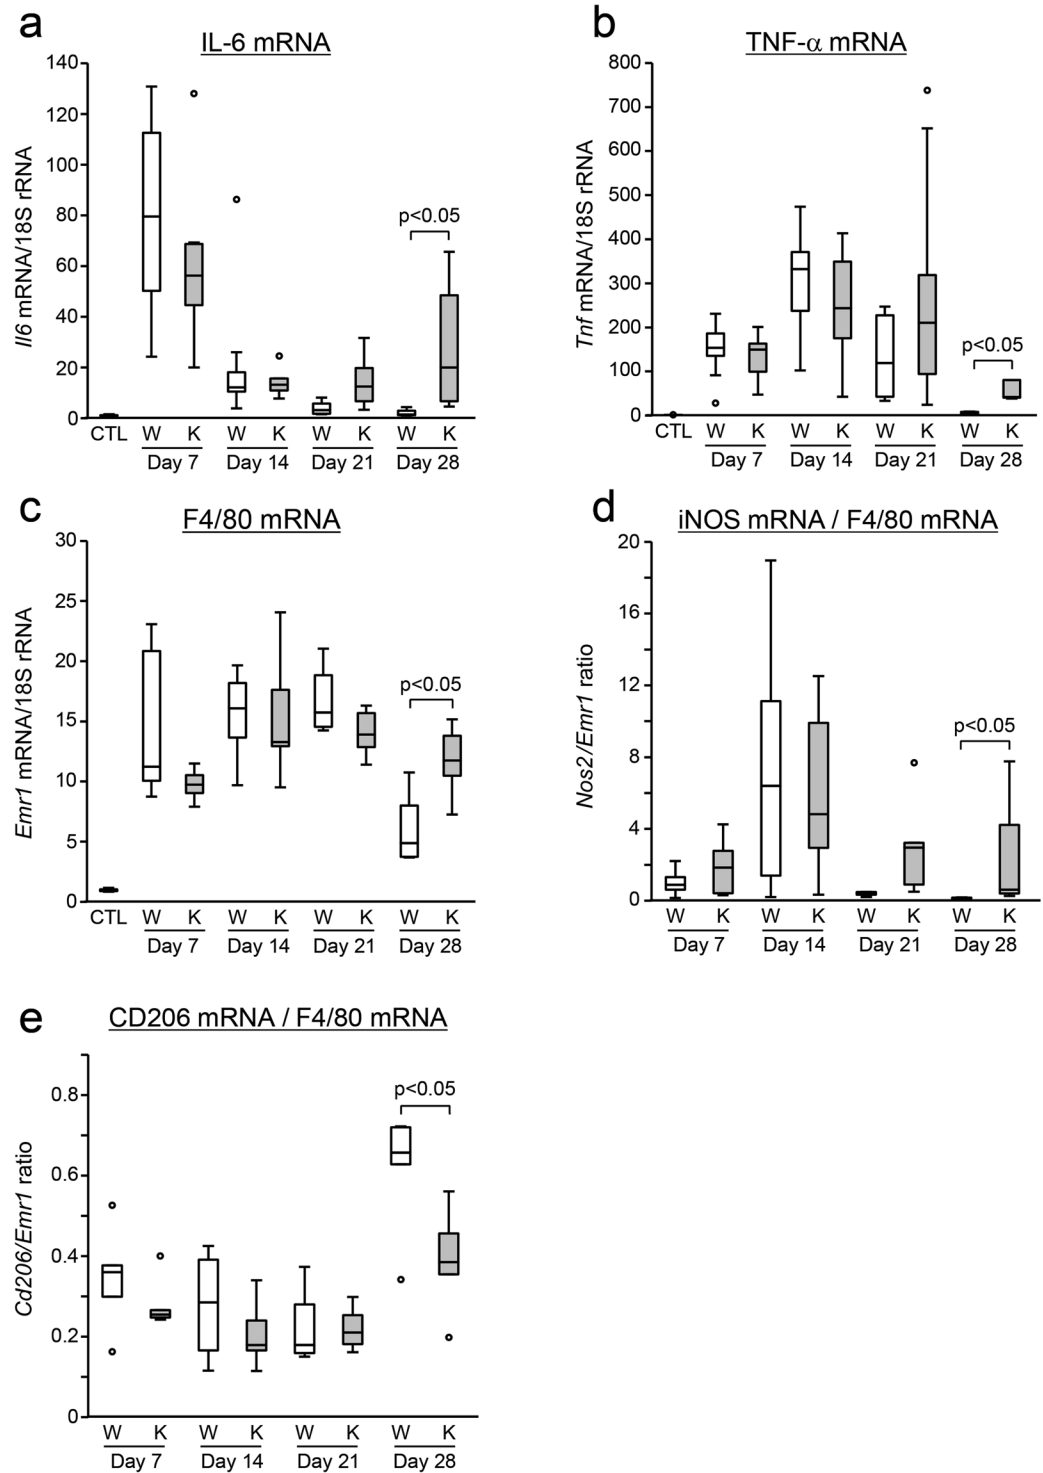 a
IL-6 mRNA
Il6 mRNA/18S rRNA
140
120
100
80
60
40
20
0
p<0.05
CTL W K W K W K W K
Day 7 Day 14 Day 21 Day 28
b
TNF-α mRNA
Tnf mRNA/18S rRNA
800
700
600
500
400
300
200
100
0
p<0.05
CTL W K W K W K W K
Day 7 Day 14 Day 21 Day 28
c
F4/80 mRNA
Emr1 mRNA/18S rRNA
30
25
20
15
10
5
0
p<0.05
CTL W K W K W K W K
Day 7 Day 14 Day 21 Day 28
d
iNOS mRNA / F4/80 mRNA
Nos2/Emr1 ratio
20
16
12
8
4
0
p<0.05
W K W K W K W K
Day 7 Day 14 Day 21 Day 28
e
CD206 mRNA / F4/80 mRNA
Cd206/Emr1 ratio
0.8
0.6
0.4
0.2
0
p<0.05
W K W K W K W K
Day 7 Day 14 Day 21 Day 28